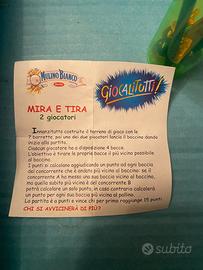 MULINO BIANCO
GIOCALITUTTI
MIRA E TIRA
2 giocatori
Innanzitutto costruite il terreno di gioco con le
7 barrette, poi uno dei due giocatori lancia il boccino dando
inizio alla partita.
Ciascun giocatore ha a disposizione 4 bocce.
L'obiettivo è tirare le proprie bocce il più vicino possibile
al boccino.
I punti si calcolano aggiudicando un punto ad ogni boccia
del concorrente che è andata più vicino al boccino: se il
concorrente A ha messo una sua boccia vicino al boccino,
ma quella subito più vicina è del concorrente B
potrà calcolare un solo punto, in caso contrario calcolerà
un punto per ogni sua boccia più vicina al pallino.
La partita è a punti e vince chi per primo raggiunge 15 punti.
CHI SI AVVICINERÀ DI PIÙ?
subito